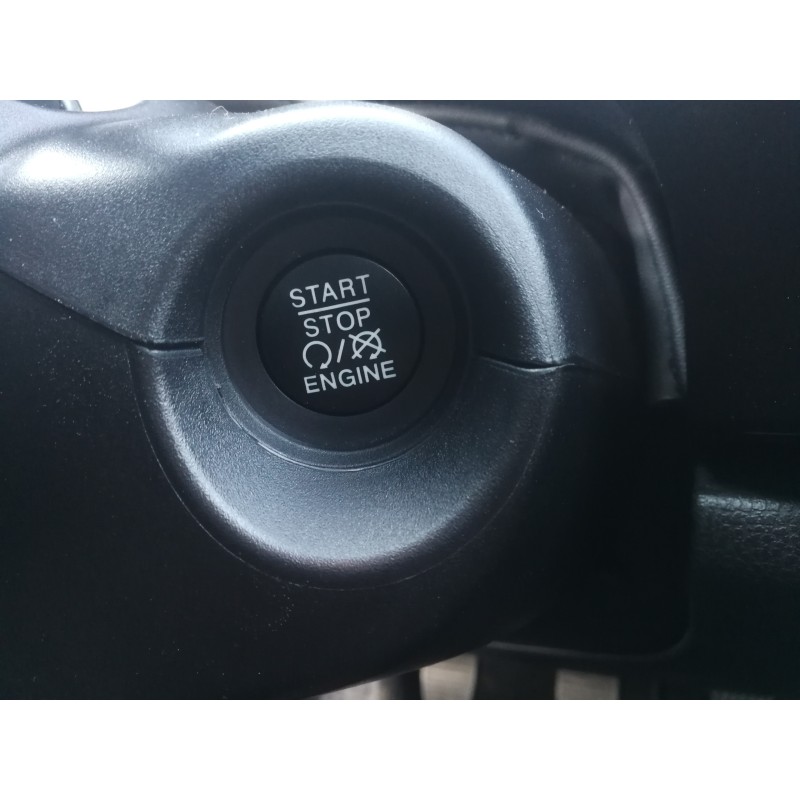 START
STOP
/
ENGINE